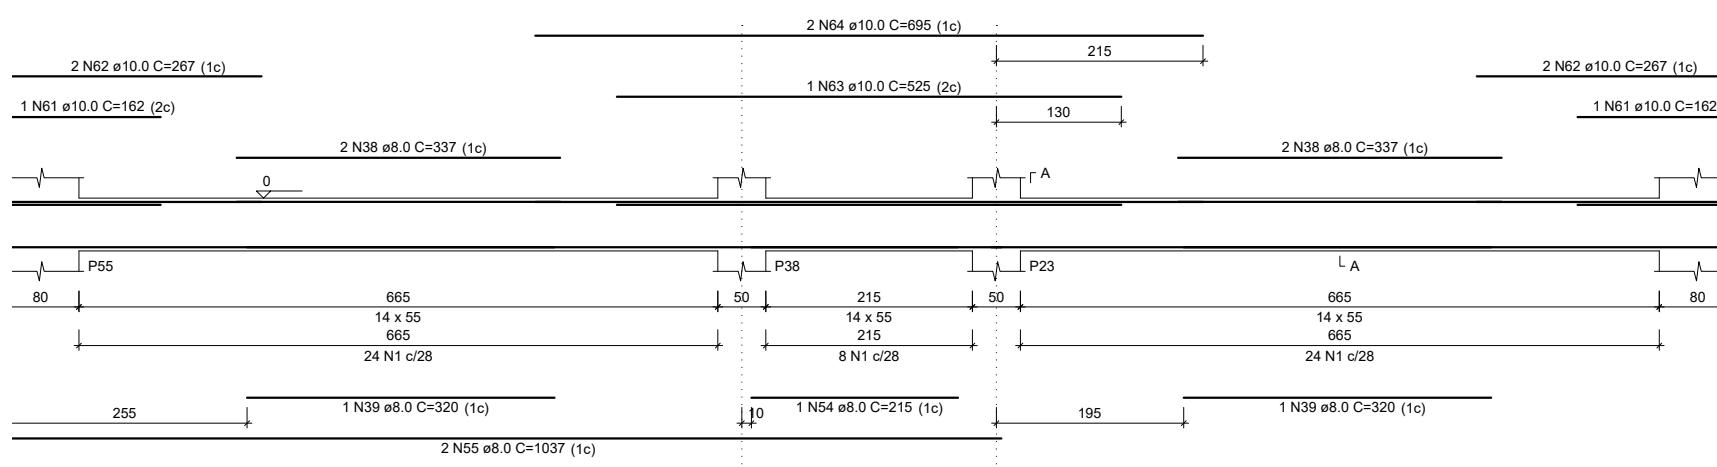 2 N64 ø10.0 C=695 (1c)
215
2 N62 ø10.0 C=267 (1c)
2 N62 ø10.0 C=267 (1c)
1 N63 ø10.0 C=525 (2c)
1 N61 ø10.0 C=162 (2c)
130
1 N61 ø10.0 C=162
2 N38 ø8.0 C=337 (1c)
2 N38 ø8.0 C=337 (1c)
0
A
P55
P38
P23
A
80
665
50
215
50
665
80
14 x 55
14 x 55
14 x 55
665
215
665
24 N1 c/28
8 N1 c/28
24 N1 c/28
255
1 N39 ø8.0 C=320 (1c)
10
1 N54 ø8.0 C=215 (1c)
195
1 N39 ø8.0 C=320 (1c)
2 N55 ø8.0 C=1037 (1c)